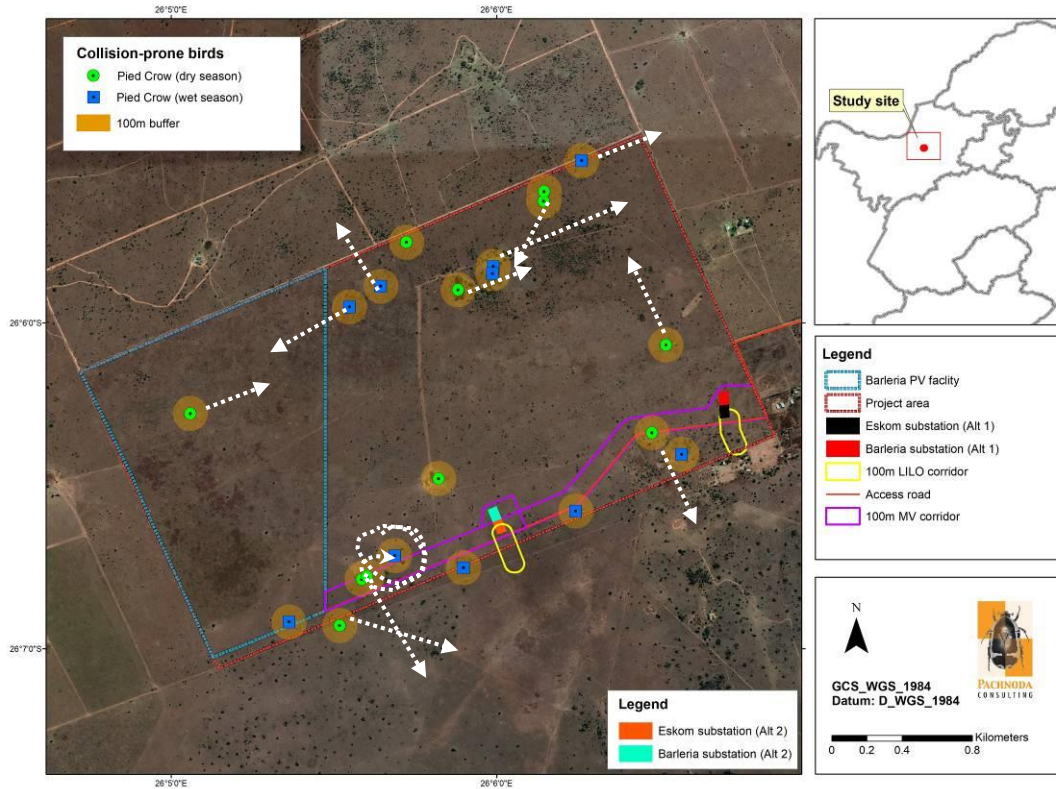 26°5'0"E
26°6'0"E
Collision-prone birds
Pied Crow (dry season)
Pied Crow (wet season)
100m buffer
Study site
26°6'0"S
26°7'0"S
Legend
Barleria PV faclity
Project area
Eskom substation (Alt 1)
Barleria substation (Alt 1)
100m LILO corridor
Access road
100m MV corridor
Legend
Eskom substation (Alt 2)
Barleria substation (Alt 2)
26°5'0"E
26°6'0"E
N
GCS_WGS_1984
Datum: D_WGS_1984
PACHNODA
CONSULTING
Kilometers
0 0.2 0.4 0.8